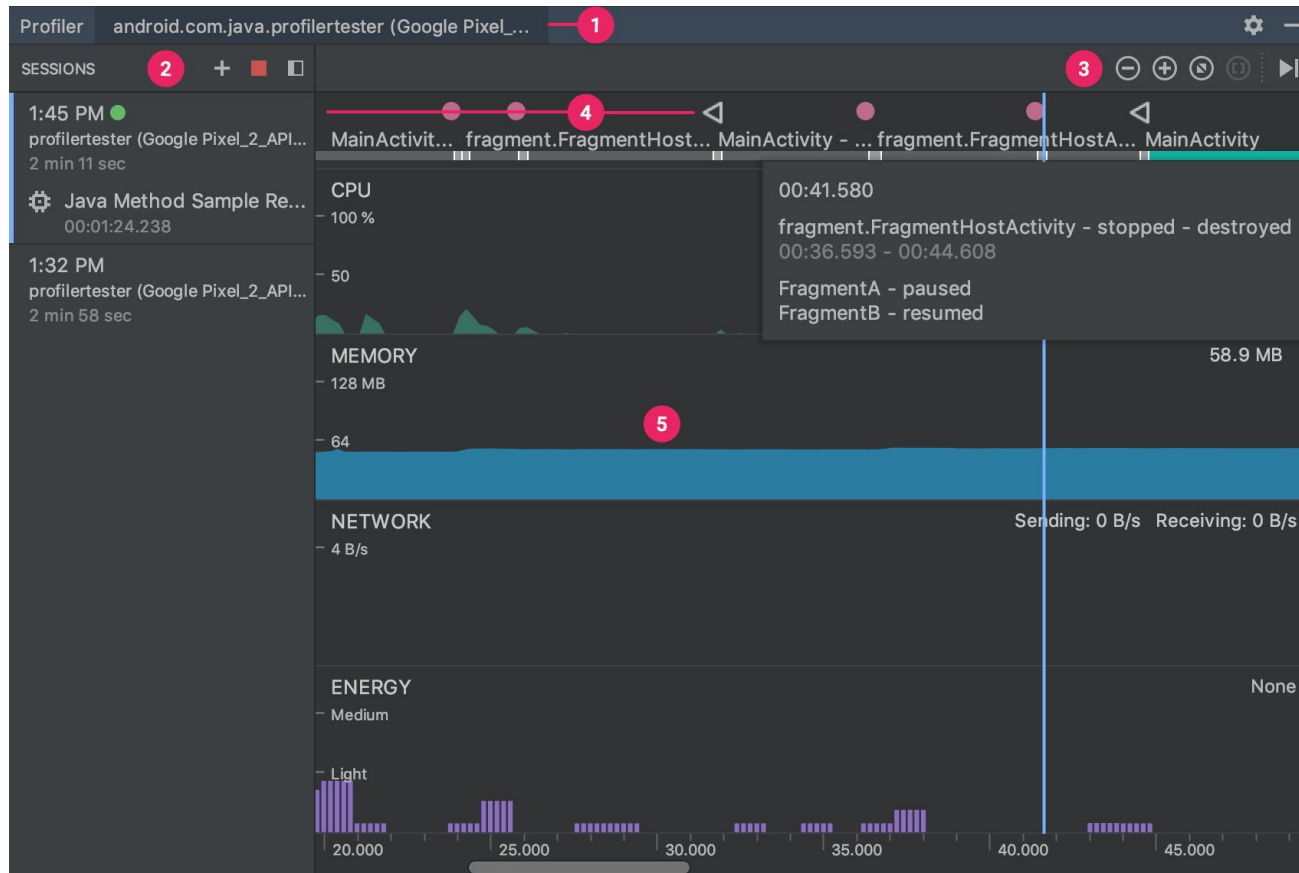 Profiler android.com.java.profilertester (Google Pixel_... 1
SESSIONS 2 3
1:45 PM
profilertester (Google Pixel_2_API...
2 min 11 sec
Java Method Sample Re...
00:01:24.238
1:32 PM
profilertester (Google Pixel_2_API...
2 min 58 sec
4
MainActivit... fragment.FragmentHost... MainActivity - ... fragment.FragmentHostA... MainActivity
CPU
100 %
50
00:41.580
fragment.FragmentHostActivity - stopped - destroyed
00:36.593 - 00:44.608
FragmentA - paused
FragmentB - resumed
MEMORY 58.9 MB
128 MB
5
64
NETWORK Sending: 0 B/s Receiving: 0 B/s
4 B/s
ENERGY None
Medium
Light
20.000 25.000 30.000 35.000 40.000 45.000